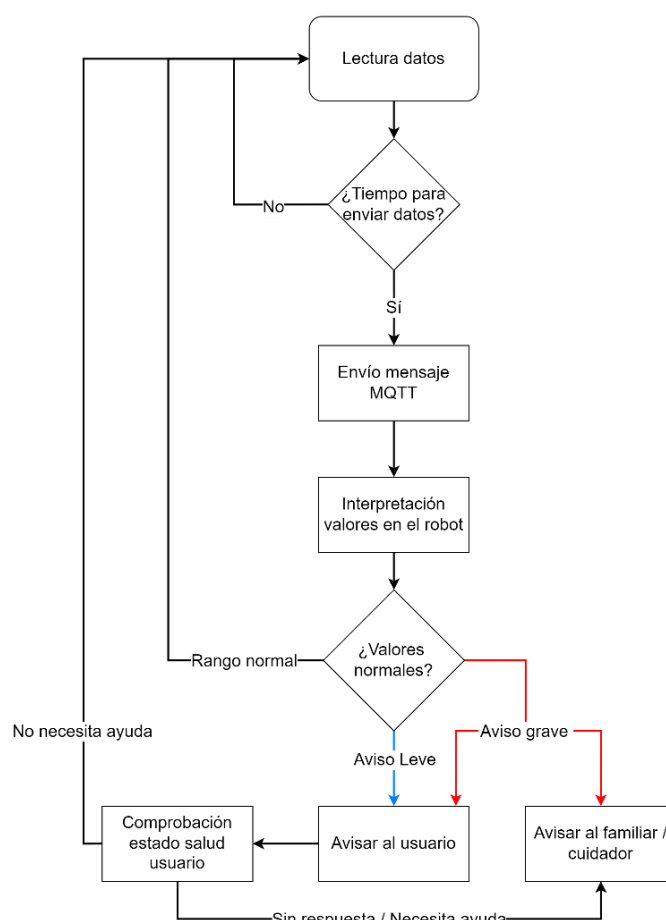 Lectura datos
¿Tiempo para
enviar datos?
No
Sí
Envío mensaje
MQTT
Interpretación
valores en el robot
¿Valores
normales?
Rango normal
No necesita ayuda
Aviso Leve
Aviso grave
Comprobación
estado salud
usuario
Avisar al usuario
Avisar al familiar /
cuidador
Sin respuesta / Necesita ayuda